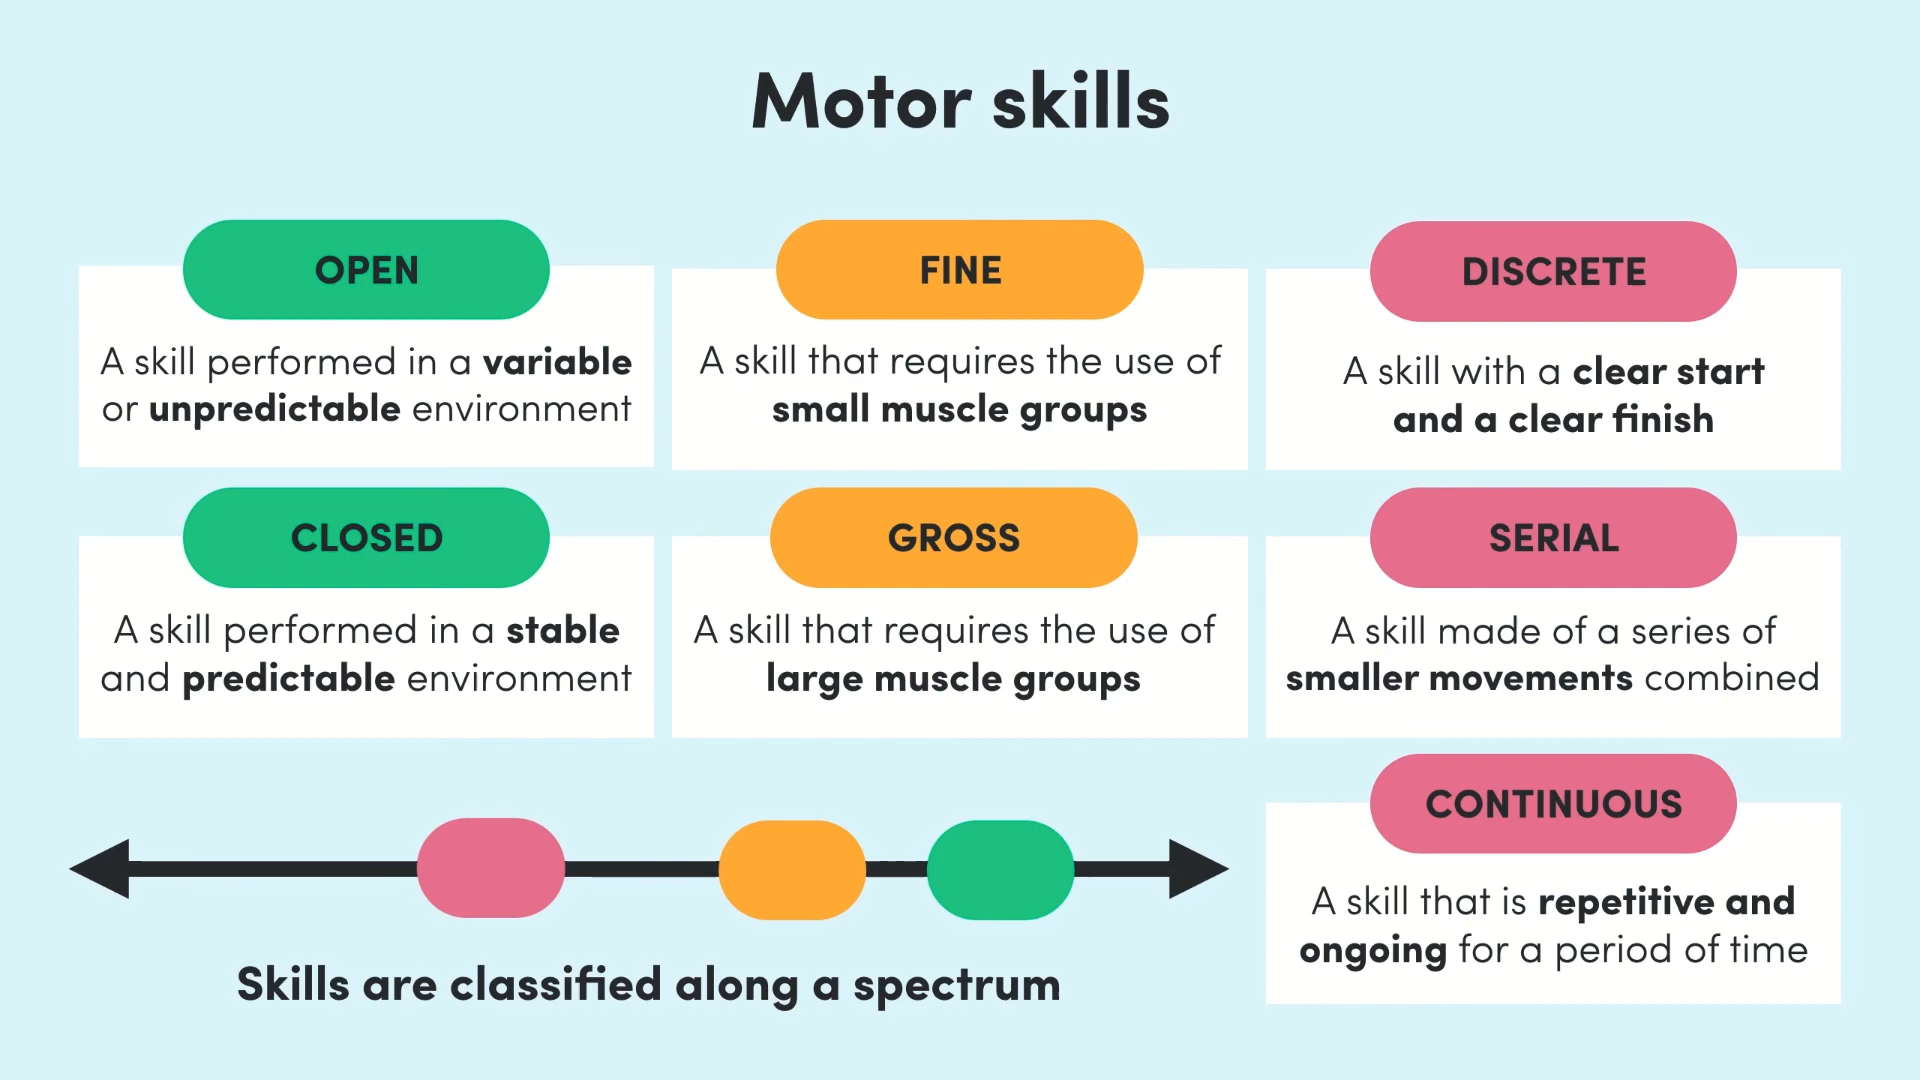 Motor skills
OPEN
A skill performed in a variable
or unpredictable environment
CLOSED
A skill performed in a stable
and predictable environment
FINE
A skill that requires the use of
small muscle groups
GROSS
A skill that requires the use of
large muscle groups
DISCRETE
A skill with a clear start
and a clear finish
SERIAL
A skill made of a series of
smaller movements combined
CONTINUOUS
A skill that is repetitive and
ongoing for a period of time
Skills are classified along a spectrum